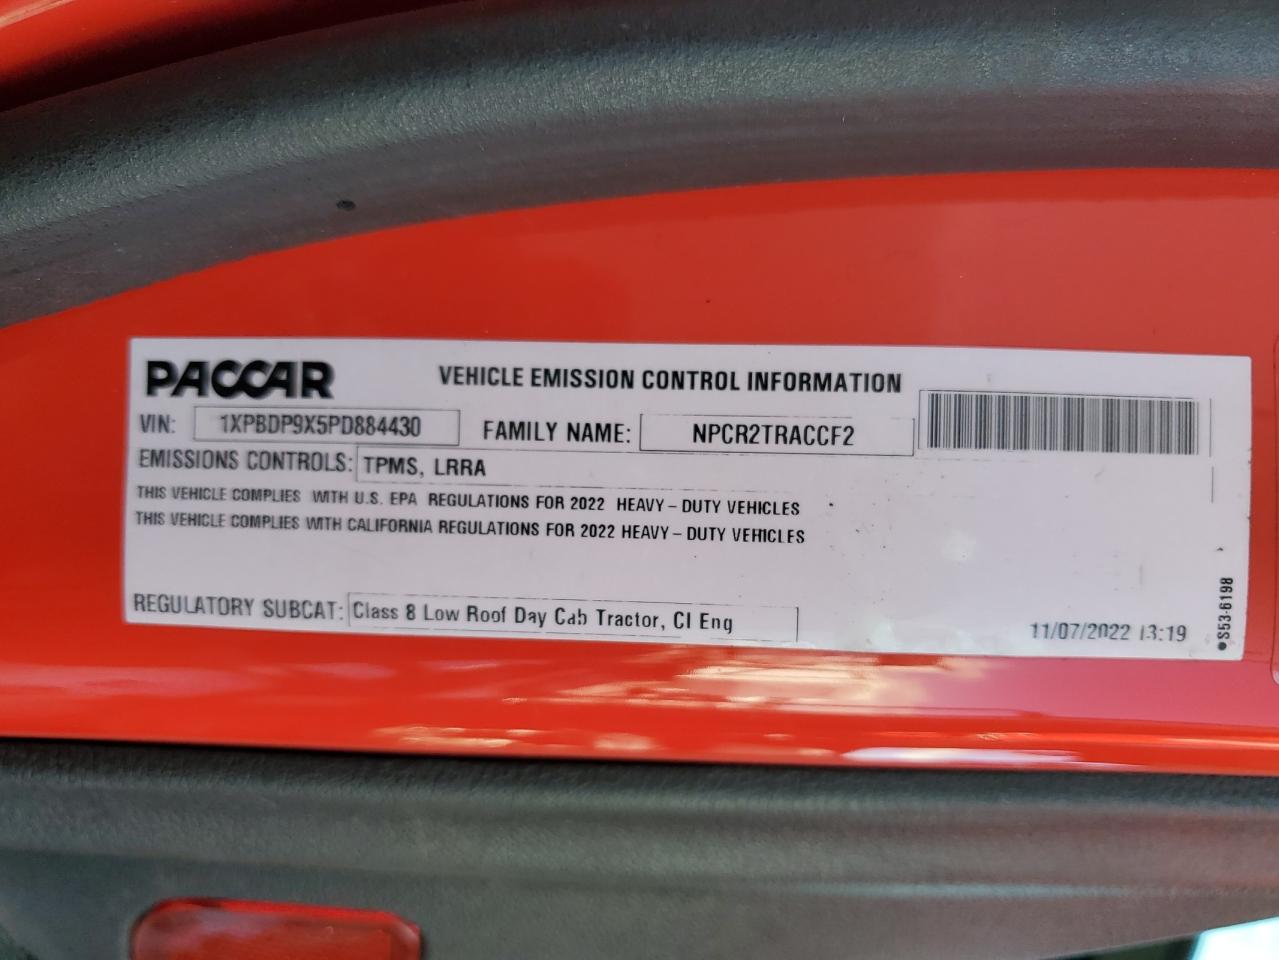 PACCAR
VEHICLE EMISSION CONTROL INFORMATION
VIN: 1XPBDP9X5PD884430
FAMILY NAME: NPCR2TRACCF2
EMISSIONS CONTROLS: TPMS, LRRA
THIS VEHICLE COMPLIES WITH U.S. EPA REGULATIONS FOR 2022 HEAVY-DUTY VEHICLES
THIS VEHICLE COMPLIES WITH CALIFORNIA REGULATIONS FOR 2022 HEAVY-DUTY VEHICLES
REGULATORY SUBCAT: Class 8 Low Roof Day Cab Tractor, CI Eng
11/07/2022 13:19
•S53-6198